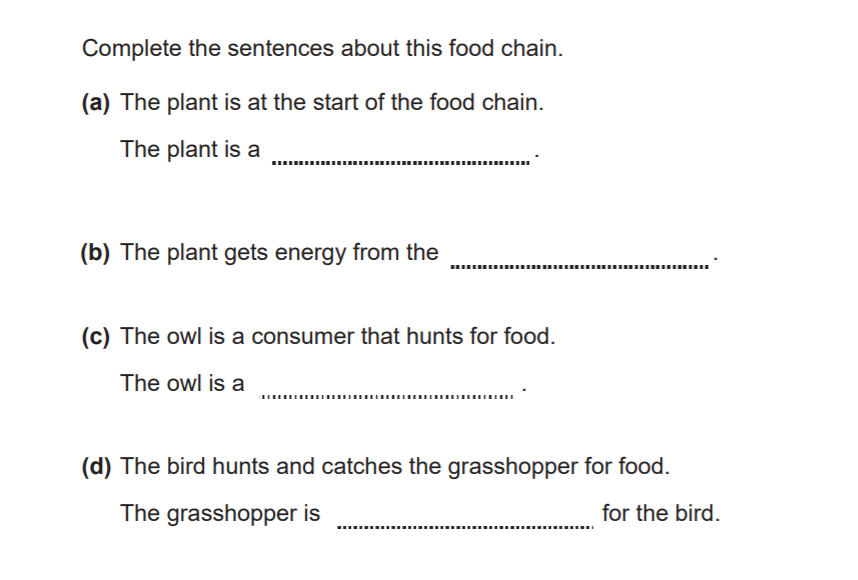 Complete the sentences about this food chain.
(a) The plant is at the start of the food chain.
The plant is a ................................................ .
(b) The plant gets energy from the ................................................ .
(c) The owl is a consumer that hunts for food.
The owl is a ................................................ .
(d) The bird hunts and catches the grasshopper for food.
The grasshopper is ................................................ for the bird.